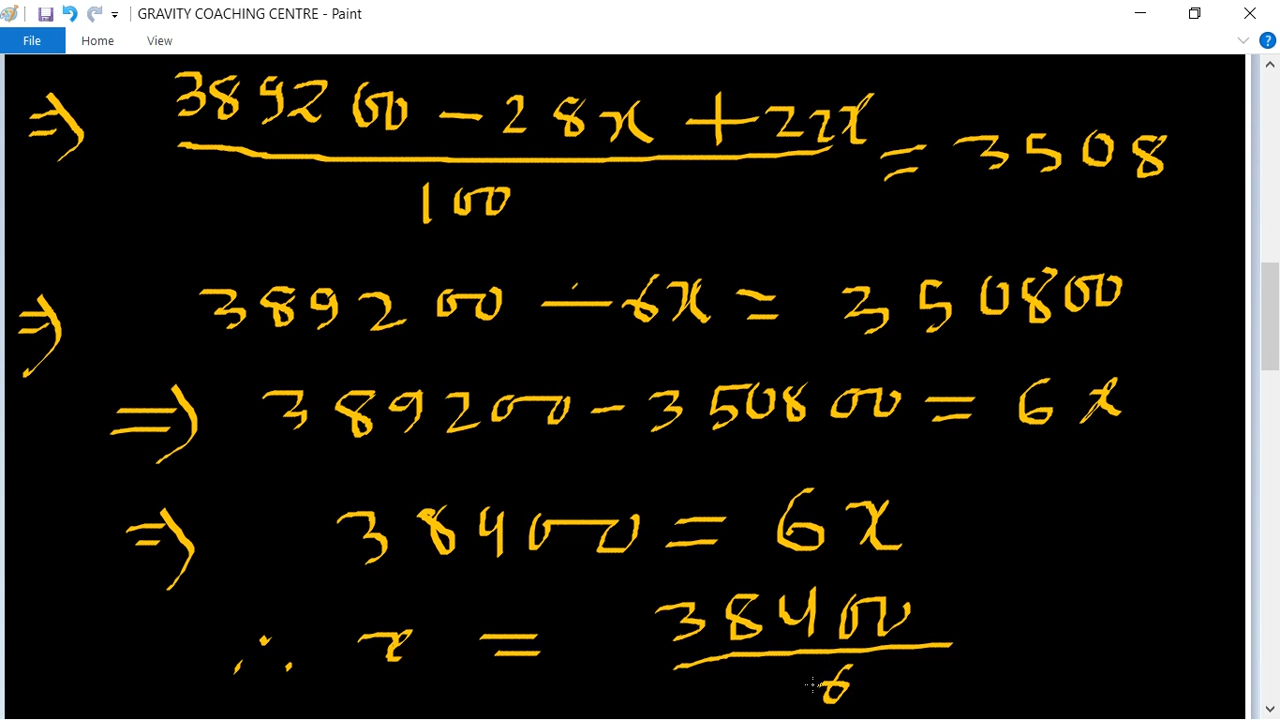 GRAVITY COACHING CENTRE - Paint
File Home View
⇒ 389200 - 28x + 22x = 3508
100
⇒ 389200 - 6x = 350800
⇒ 389200 - 350800 = 6x
⇒ 38400 = 6x
∴ x = 38400
6